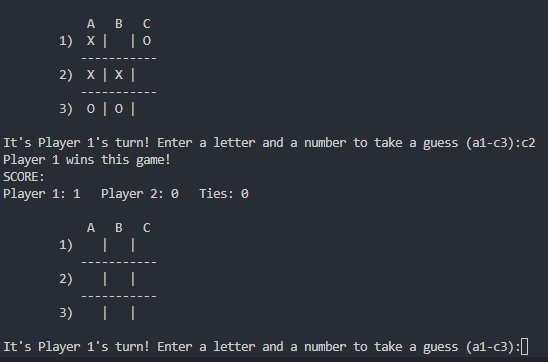 A B C
1) X | | O
-----------
2) X | X |
-----------
3) O | O |
It's Player 1's turn! Enter a letter and a number to take a guess (a1-c3):c2
Player 1 wins this game!
SCORE:
Player 1: 1 Player 2: 0 Ties: 0
A B C
1) | |
-----------
2) | |
-----------
3) | |
It's Player 1's turn! Enter a letter and a number to take a guess (a1-c3):